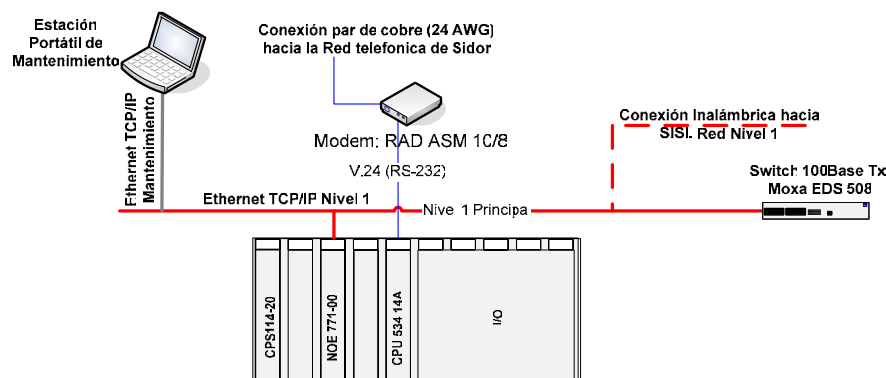 Estación
Portátil de
Mantenimiento
Conexión par de cobre (24 AWG)
hacia la Red telefonica de Sidor
Ethernet TCP/IP
Mantenimiento
Modem: RAD ASM 10/8
V.24 (RS-232)
Conexión Inalámbrica hacia
SISI. Red Nivel 1
Switch 100Base Tx
Moxa EDS 508
Ethernet TCP/IP Nivel 1
Nive 1 Principa
CPS114-20
NOE 771-00
CPU 534 14A
I/O